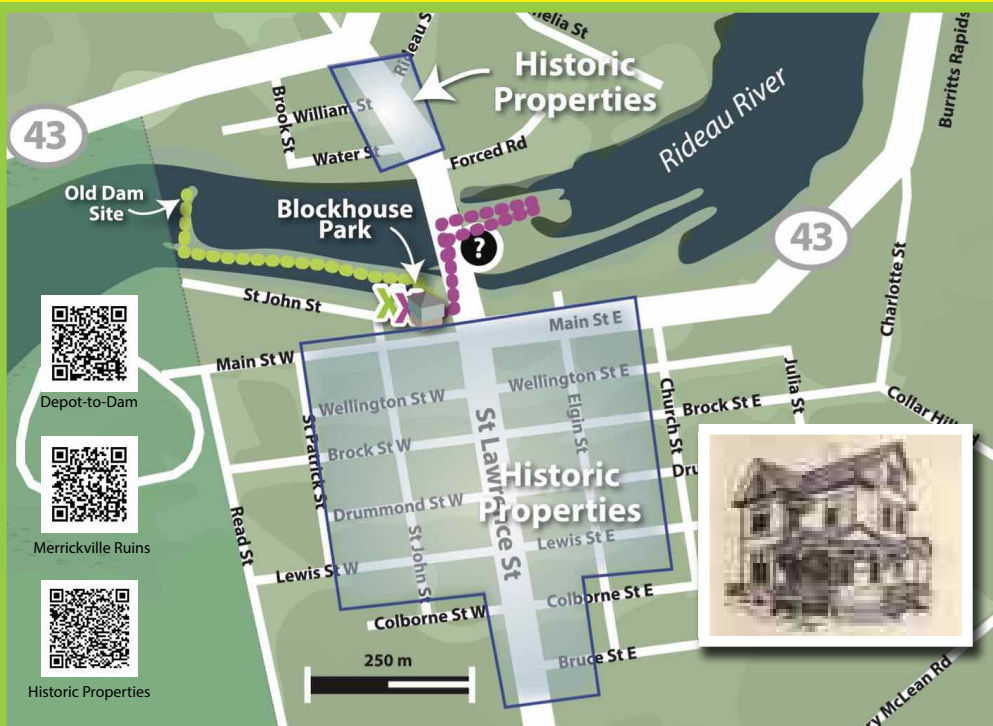 Rideau S
elia St
Historic
Properties
Burritts Rapids
43
Brook St
William St
Water St
Forced Rd
Rideau River
Old Dam
Site
Blockhouse
Park
?
43
St John St
Charlotte St
Main St E
Main St W
Depot-to-Dam
Wellington St W
Wellington St E
Elgin St
Church St
Julia St
Brock St E
Collar Hill
d
St Patrick St
Brock St W
St Lawrence St
Historic
Properties
Dru
Merrickville Ruins
Drummond St W
Read St
St John St
Lewis St E
Lewis St W
Colborne St E
Colborne St W
Historic Properties
250 m
Bruce St E
ry McLean Rd